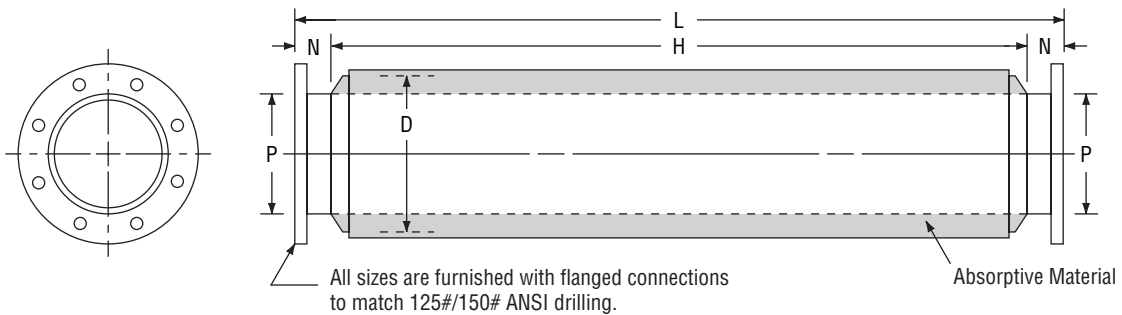 L
N
H
N
D
P
P
All sizes are furnished with flanged connections
to match 125#/150# ANSI drilling.
Absorptive Material